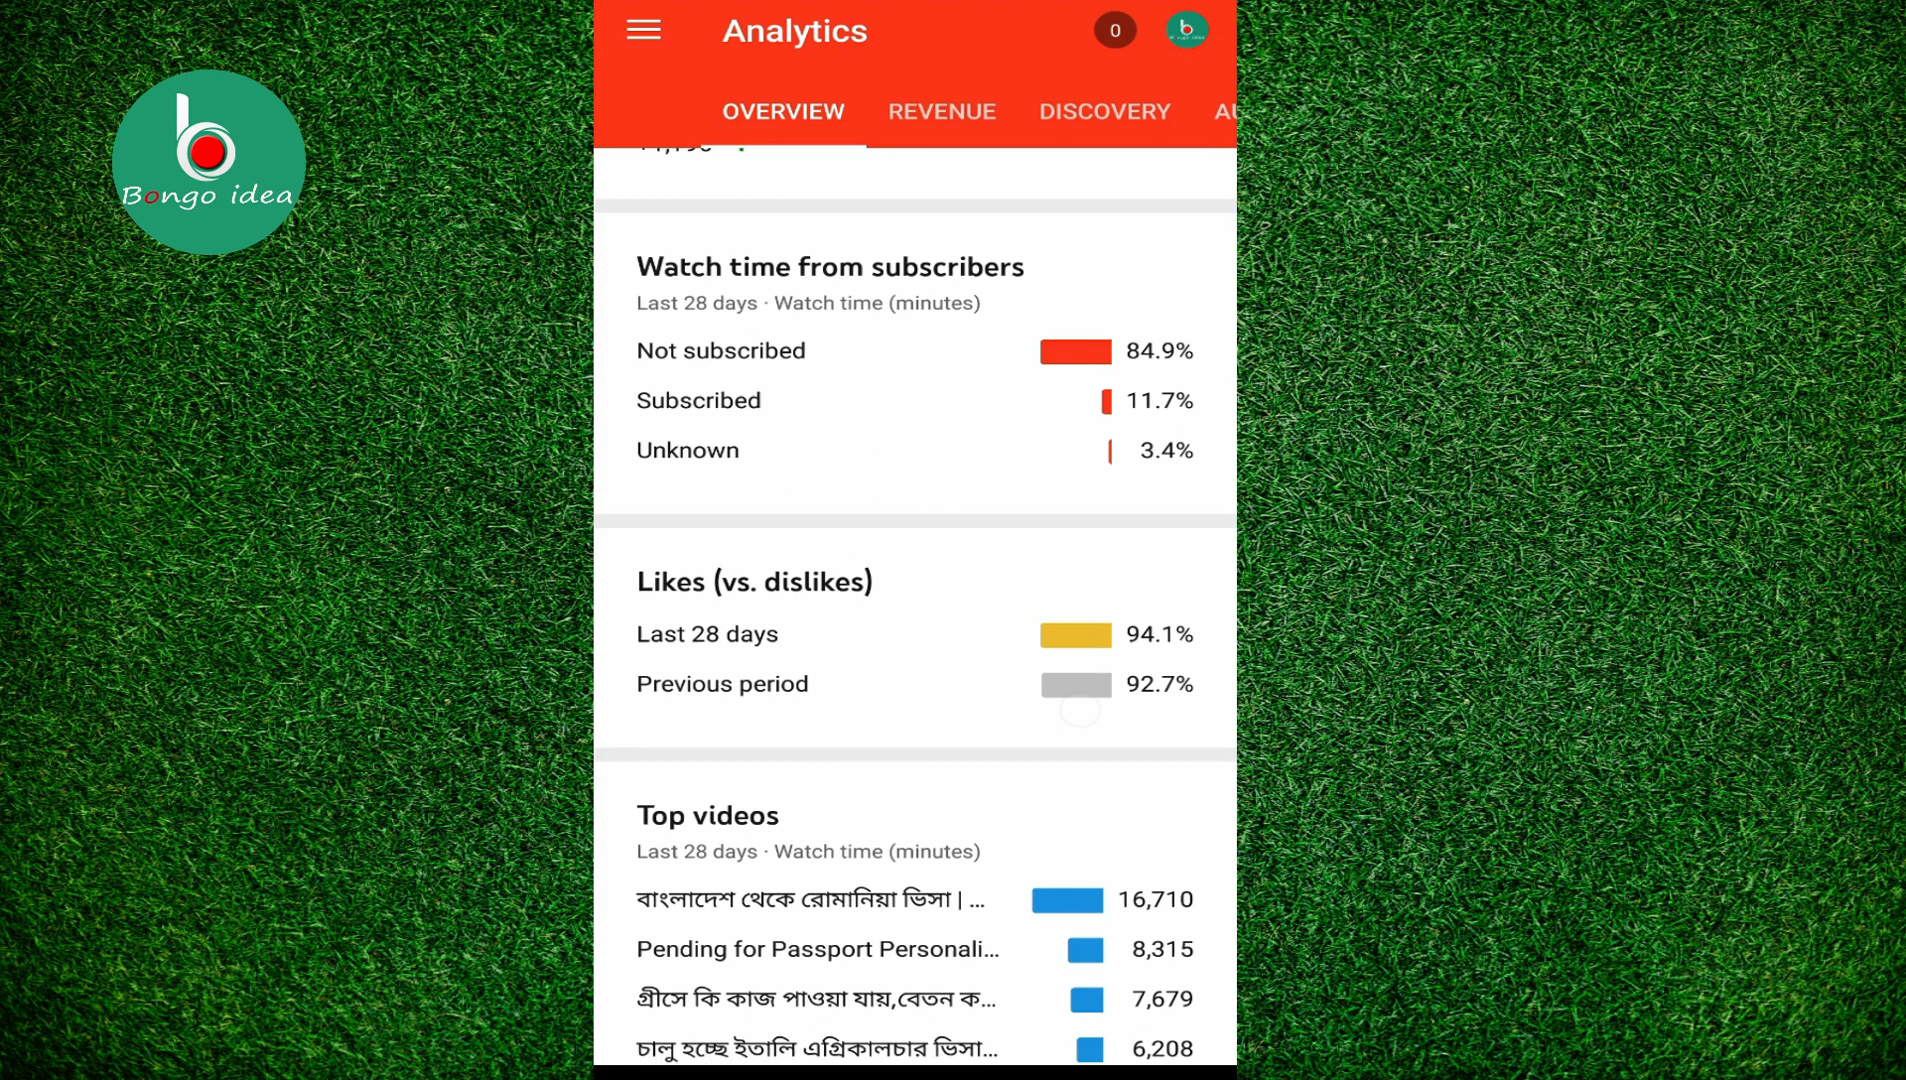 Analytics
0
OVERVIEW REVENUE DISCOVERY
Bongo idea
Watch time from subscribers
Last 28 days · Watch time (minutes)
Not subscribed 84.9%
Subscribed 11.7%
Unknown 3.4%
Likes (vs. dislikes)
Last 28 days 94.1%
Previous period 92.7%
Top videos
Last 28 days · Watch time (minutes)
বাংলাদেশ থেকে রোমানিয়া ভিসা | ... 16,710
Pending for Passport Personali... 8,315
গ্রীসে কি কাজ পাওয়া যায়,বেতন ক... 7,679
চালু হচ্ছে ইতালি এগ্রিকালচার ভিসা... 6,208